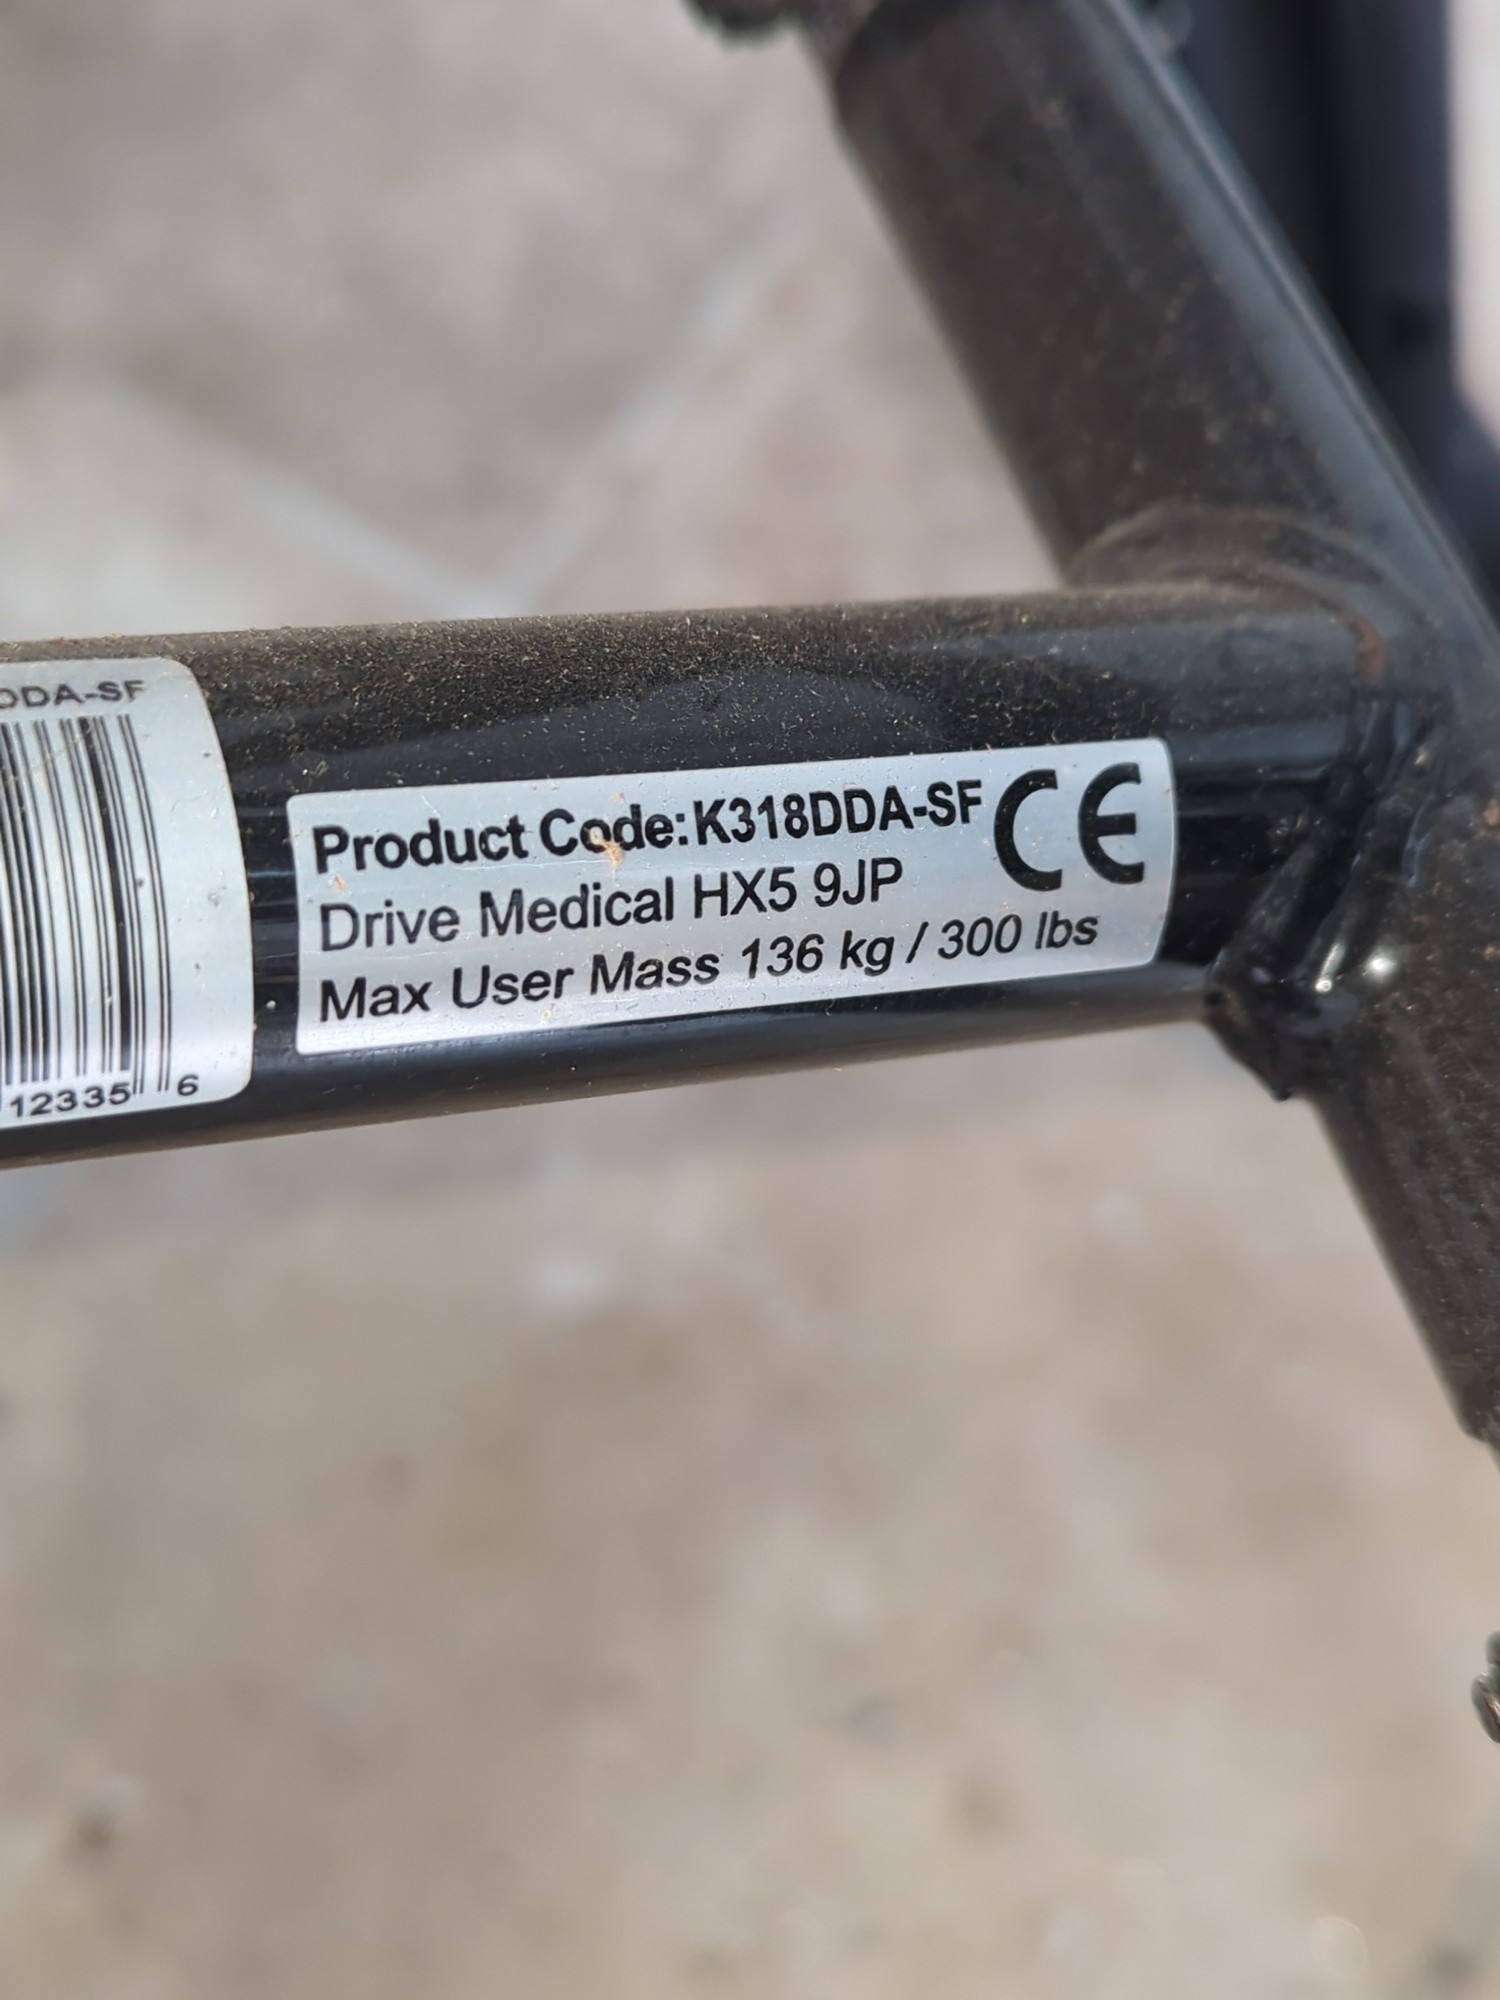 DDA-SF
12335 6
Product Code:K318DDA-SF CE
Drive Medical HX5 9JP
Max User Mass 136 kg / 300 lbs